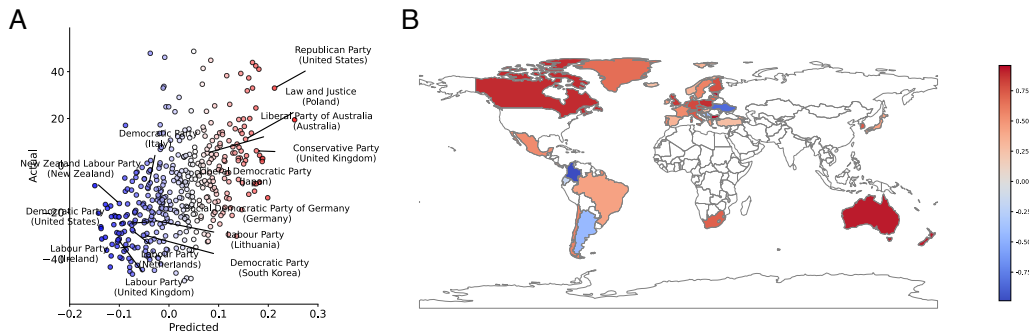 A
B
Republican Party
(United States)
Law and Justice
(Poland)
Liberal Party of Australia
(Australia)
Conservative Party
(United Kingdom)
Democratic Party
(Italy)
New Zealand Labour Party
(New Zealand)
Liberal Democratic Party
(Japan)
Social Democratic Party of Germany
(Germany)
Democratic Party
(United States)
Labour Party
(Lithuania)
Labour Party
(Ireland)
Labour Party
(Netherlands)
Democratic Party
(South Korea)
Labour Party
(United Kingdom)
Actual
40
20
0
−20
−40
−0.2
−0.1
0.0
0.1
0.2
0.3
Predicted
0.75
0.50
0.25
0.00
−0.25
−0.50
−0.75